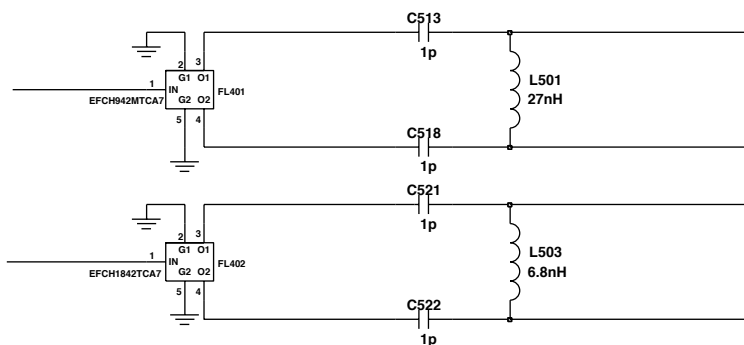 C513
1p
2
3
G1 O1
1
IN
FL401
EFCH942MTCA7
G2 O2
5
4
L501
27nH
C518
1p
C521
1p
2
3
G1 O1
1
IN
FL402
EFCH1842TCA7
G2 O2
5
4
L503
6.8nH
C522
1p